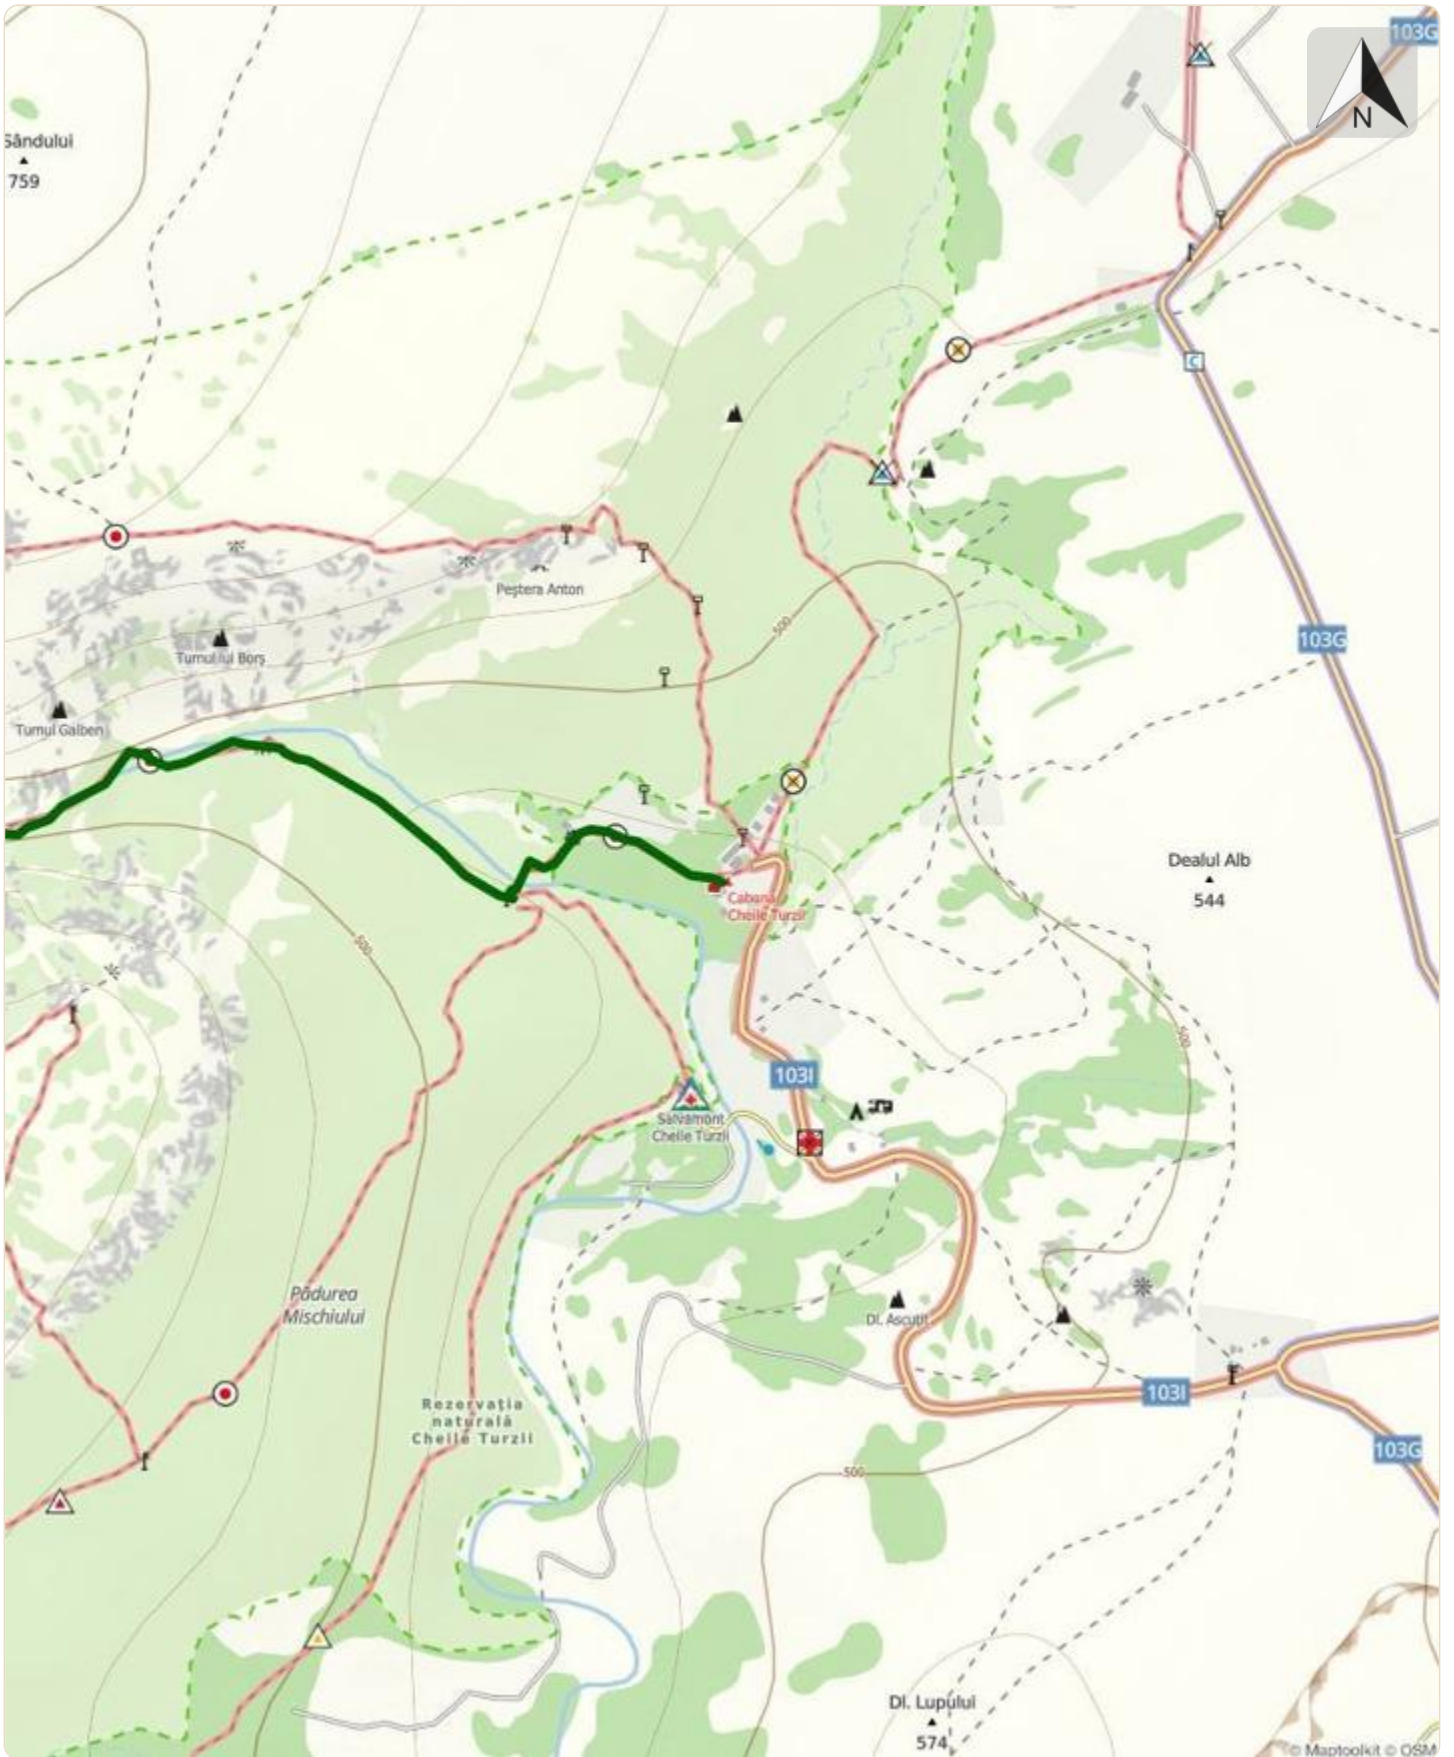 103G
N
Sândului
759
C
500
Peștera Anton
Turnul lui Borș
103G
Turnul Galben
Dealul Alb
544
Cabana
Cheile Turzii
500
500
103I
Salvamont
Cheile Turzii
Pădurea
Mischiului
Dl. Ascuțit
103I
Rezervația
naturală
Cheile Turzii
103G
500
Dl. Lupului
574
© Maptoolkit © OSM